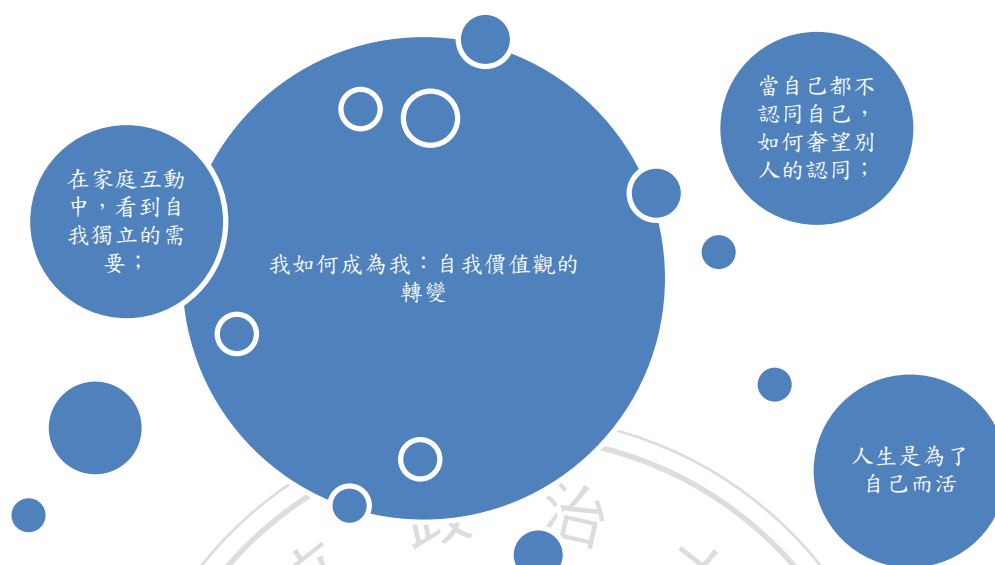 在家庭互動
中，看到自
我獨立的需
要；
我如何成為我：自我價值觀的
轉變
當自己都不
認同自己，
如何奢望別
人的認同；
人生是為了
自己而活
政 治